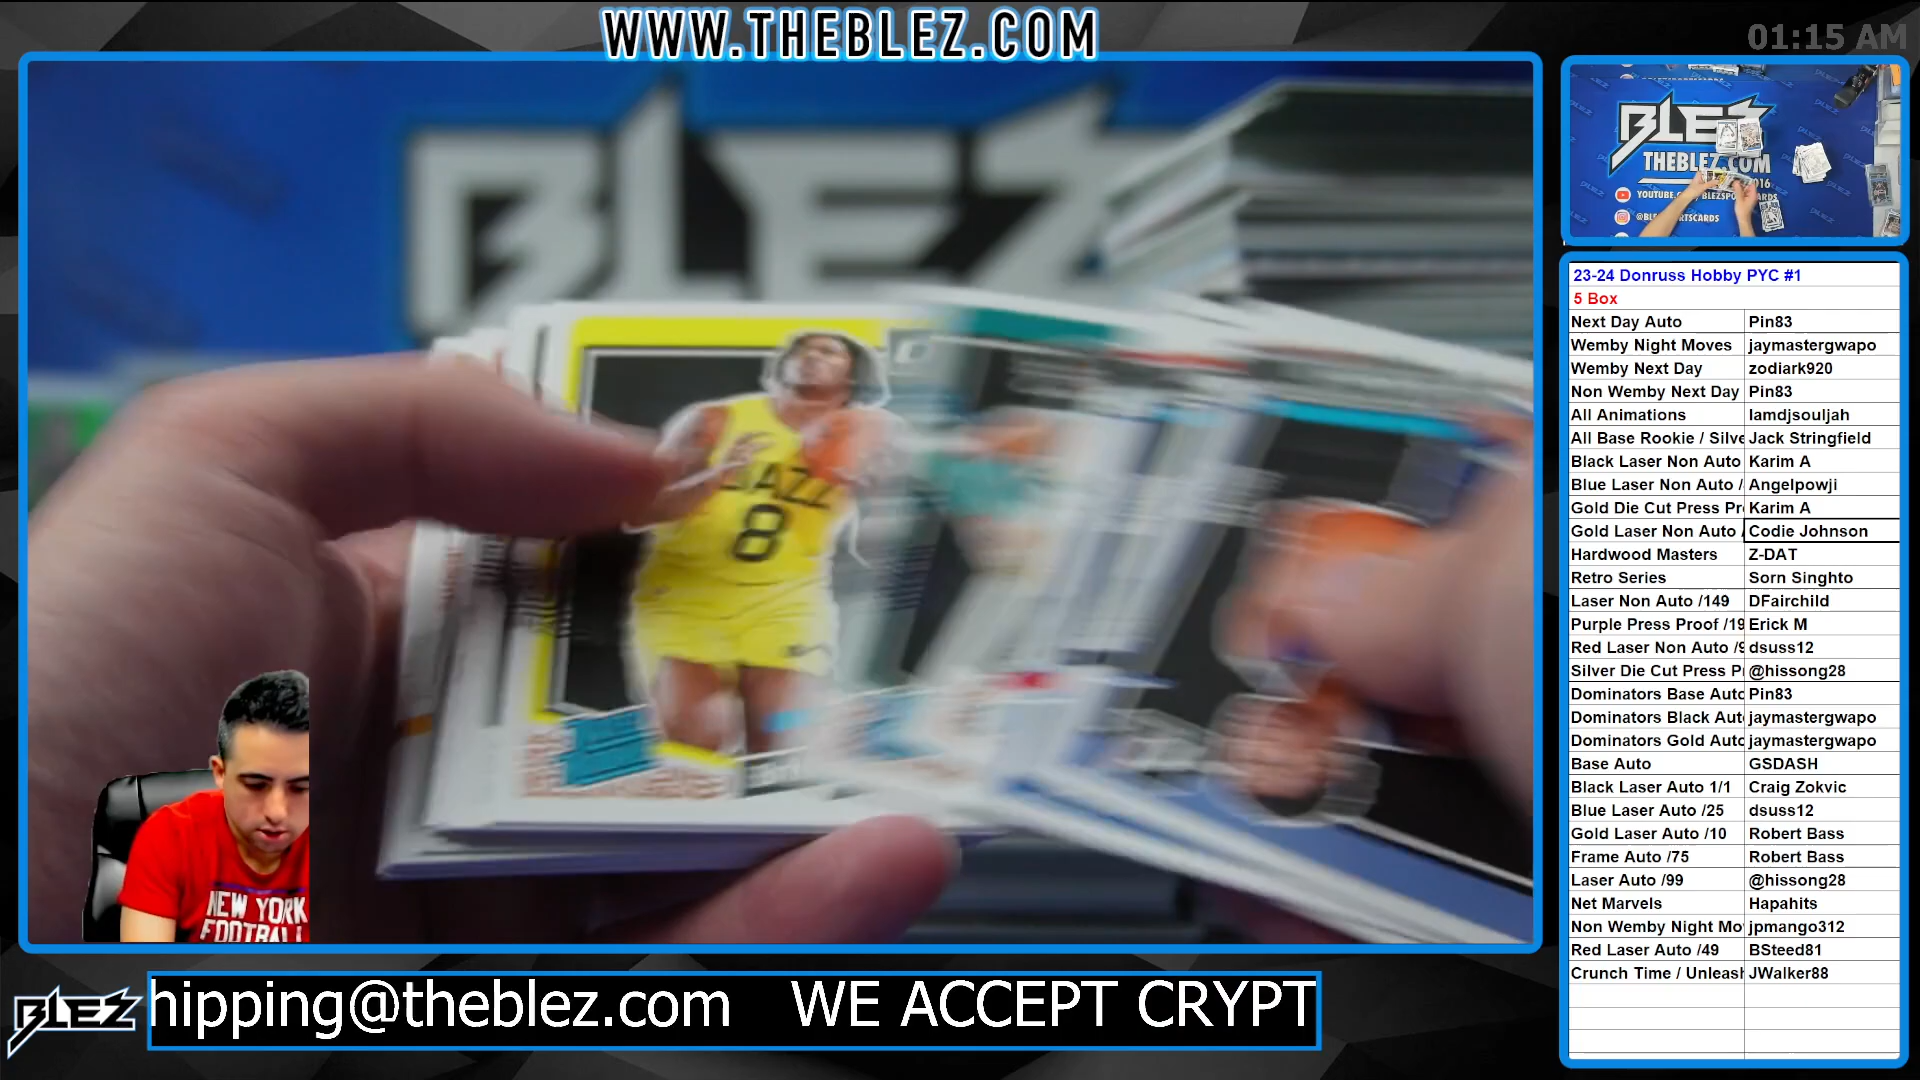 WWW.THEBLEZ.COM
01:15 AM
BLEZ
JAZZ
8
BLEZ
THEBLEZ.COM
23-24 Donruss Hobby PYC #1
5 Box
Next Day Auto Pin83
Wemby Night Moves jaymastergwapo
Wemby Next Day zodiark920
Non Wemby Next Day Pin83
All Animations Iamdjsouljah
All Base Rookie / Silve Jack Stringfield
Black Laser Non Auto Karim A
Blue Laser Non Auto / Angelpowji
Gold Die Cut Press Pr Karim A
Gold Laser Non Auto / Codie Johnson
Hardwood Masters Z-DAT
Retro Series Sorn Singhto
Laser Non Auto /149 DFairchild
Purple Press Proof /19 Erick M
Red Laser Non Auto /9 dsuss12
Silver Die Cut Press P @hissong28
Dominators Base Auto Pin83
Dominators Black Aut jaymastergwapo
Dominators Gold Auto jaymastergwapo
Base Auto GSDASH
Black Laser Auto 1/1 Craig Zokvic
Blue Laser Auto /25 dsuss12
Gold Laser Auto /10 Robert Bass
Frame Auto /75 Robert Bass
Laser Auto /99 @hissong28
Net Marvels Hapahits
Non Wemby Night Mo jpmango312
Red Laser Auto /49 BSteed81
Crunch Time / Unleash JWalker88
NEW YORK
FOOTBALL
BLEZ
hipping@theblez.com WE ACCEPT CRYPT